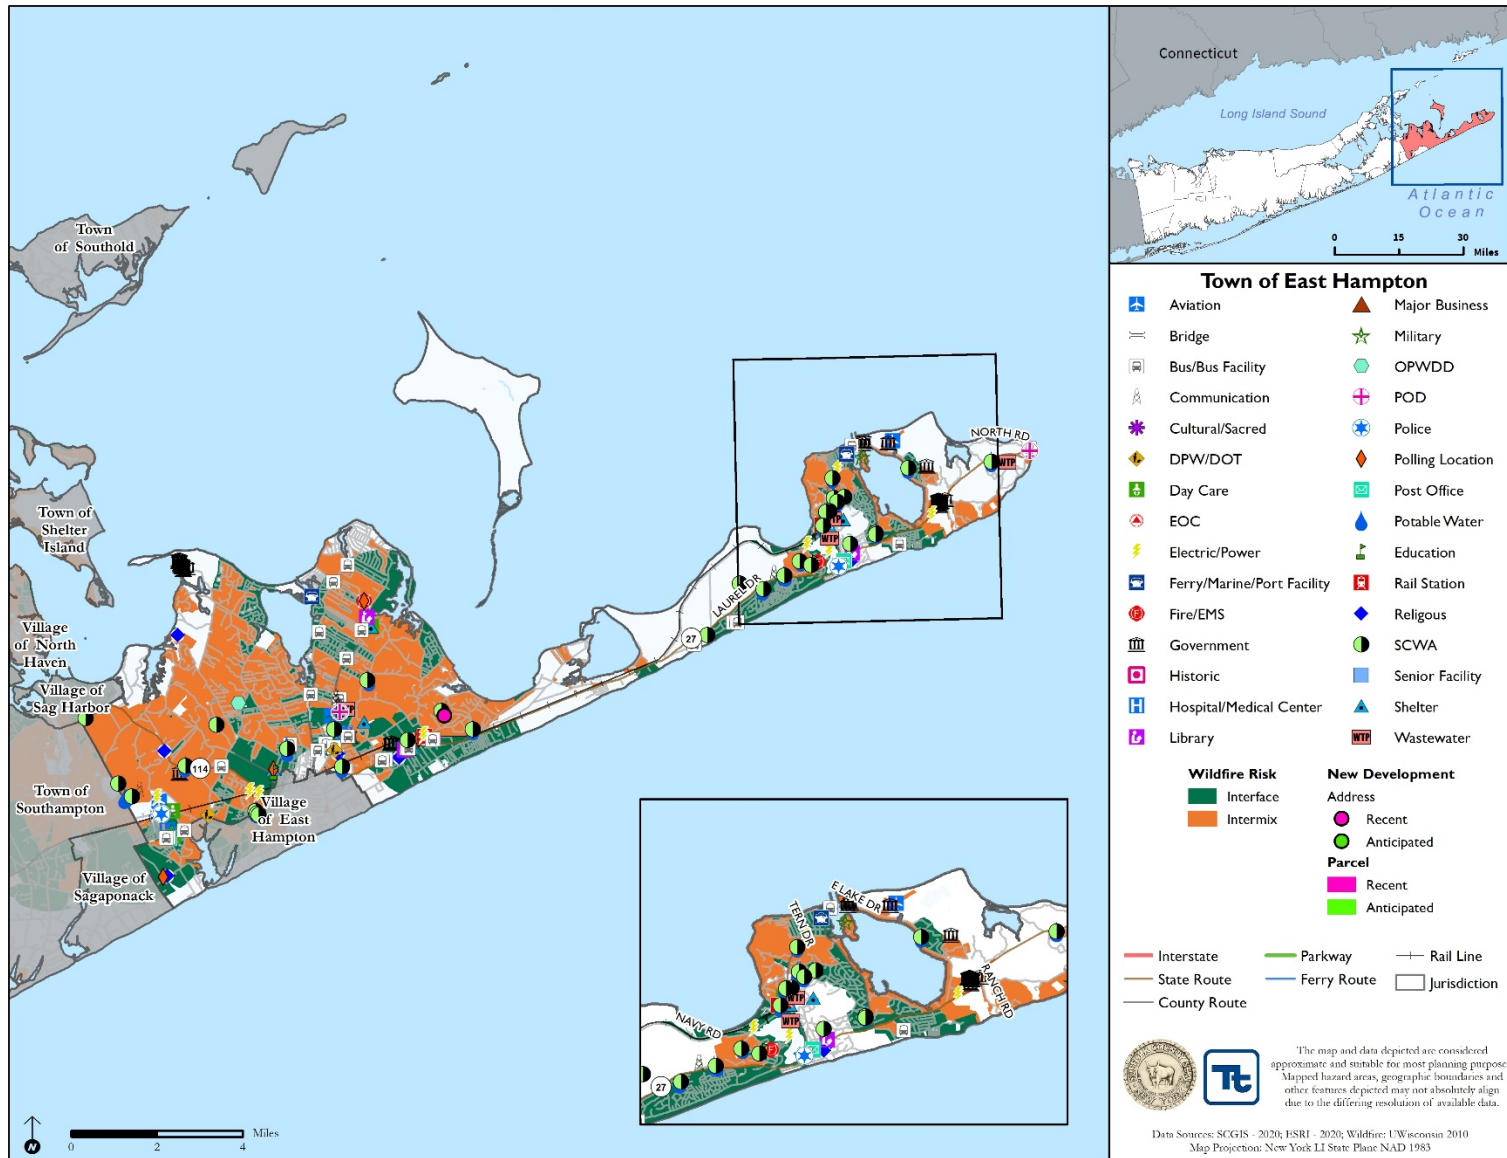 Town
of Southold
Town of
Shelter
Island
Village
of North
Haven
Village of
Sag Harbor
Town of
Southampton
Village of
Sagaponack
Village
of East
Hampton
114
27
LAUREL DR
NORTH RD
WTP
WTP
WTP
N
0 2 4 Miles
E LAKE DR
TERN DR
NAVY RD
RANCH RD
WTP
WTP
27
Connecticut
Long Island Sound
Atlantic
Ocean
0 15 30
Miles
Town of East Hampton
Aviation
Bridge
Bus/Bus Facility
Communication
Cultural/Sacred
DPW/DOT
Day Care
EOC
Electric/Power
Ferry/Marine/Port Facility
Fire/EMS
Government
Historic
Hospital/Medical Center
Library
Major Business
Military
OPWDD
POD
Police
Polling Location
Post Office
Potable Water
Education
Rail Station
Religous
SCWA
Senior Facility
Shelter
WTP Wastewater
Wildfire Risk
Interface
Intermix
New Development
Address
Recent
Anticipated
Parcel
Recent
Anticipated
Interstate
State Route
County Route
Parkway
Ferry Route
Rail Line
Jurisdiction
Tt
The map and data depicted are considered
approximate and suitable for most planning purpose
Mapped hazard areas, geographic boundaries and
other features depicted may not absolutely align
due to the differing resolution of available data.
Data Sources: SCGIS - 2020; ESRI - 2020; Wildfire: UWisconsin 2010
Map Projection: New York LI State Plane NAD 1983